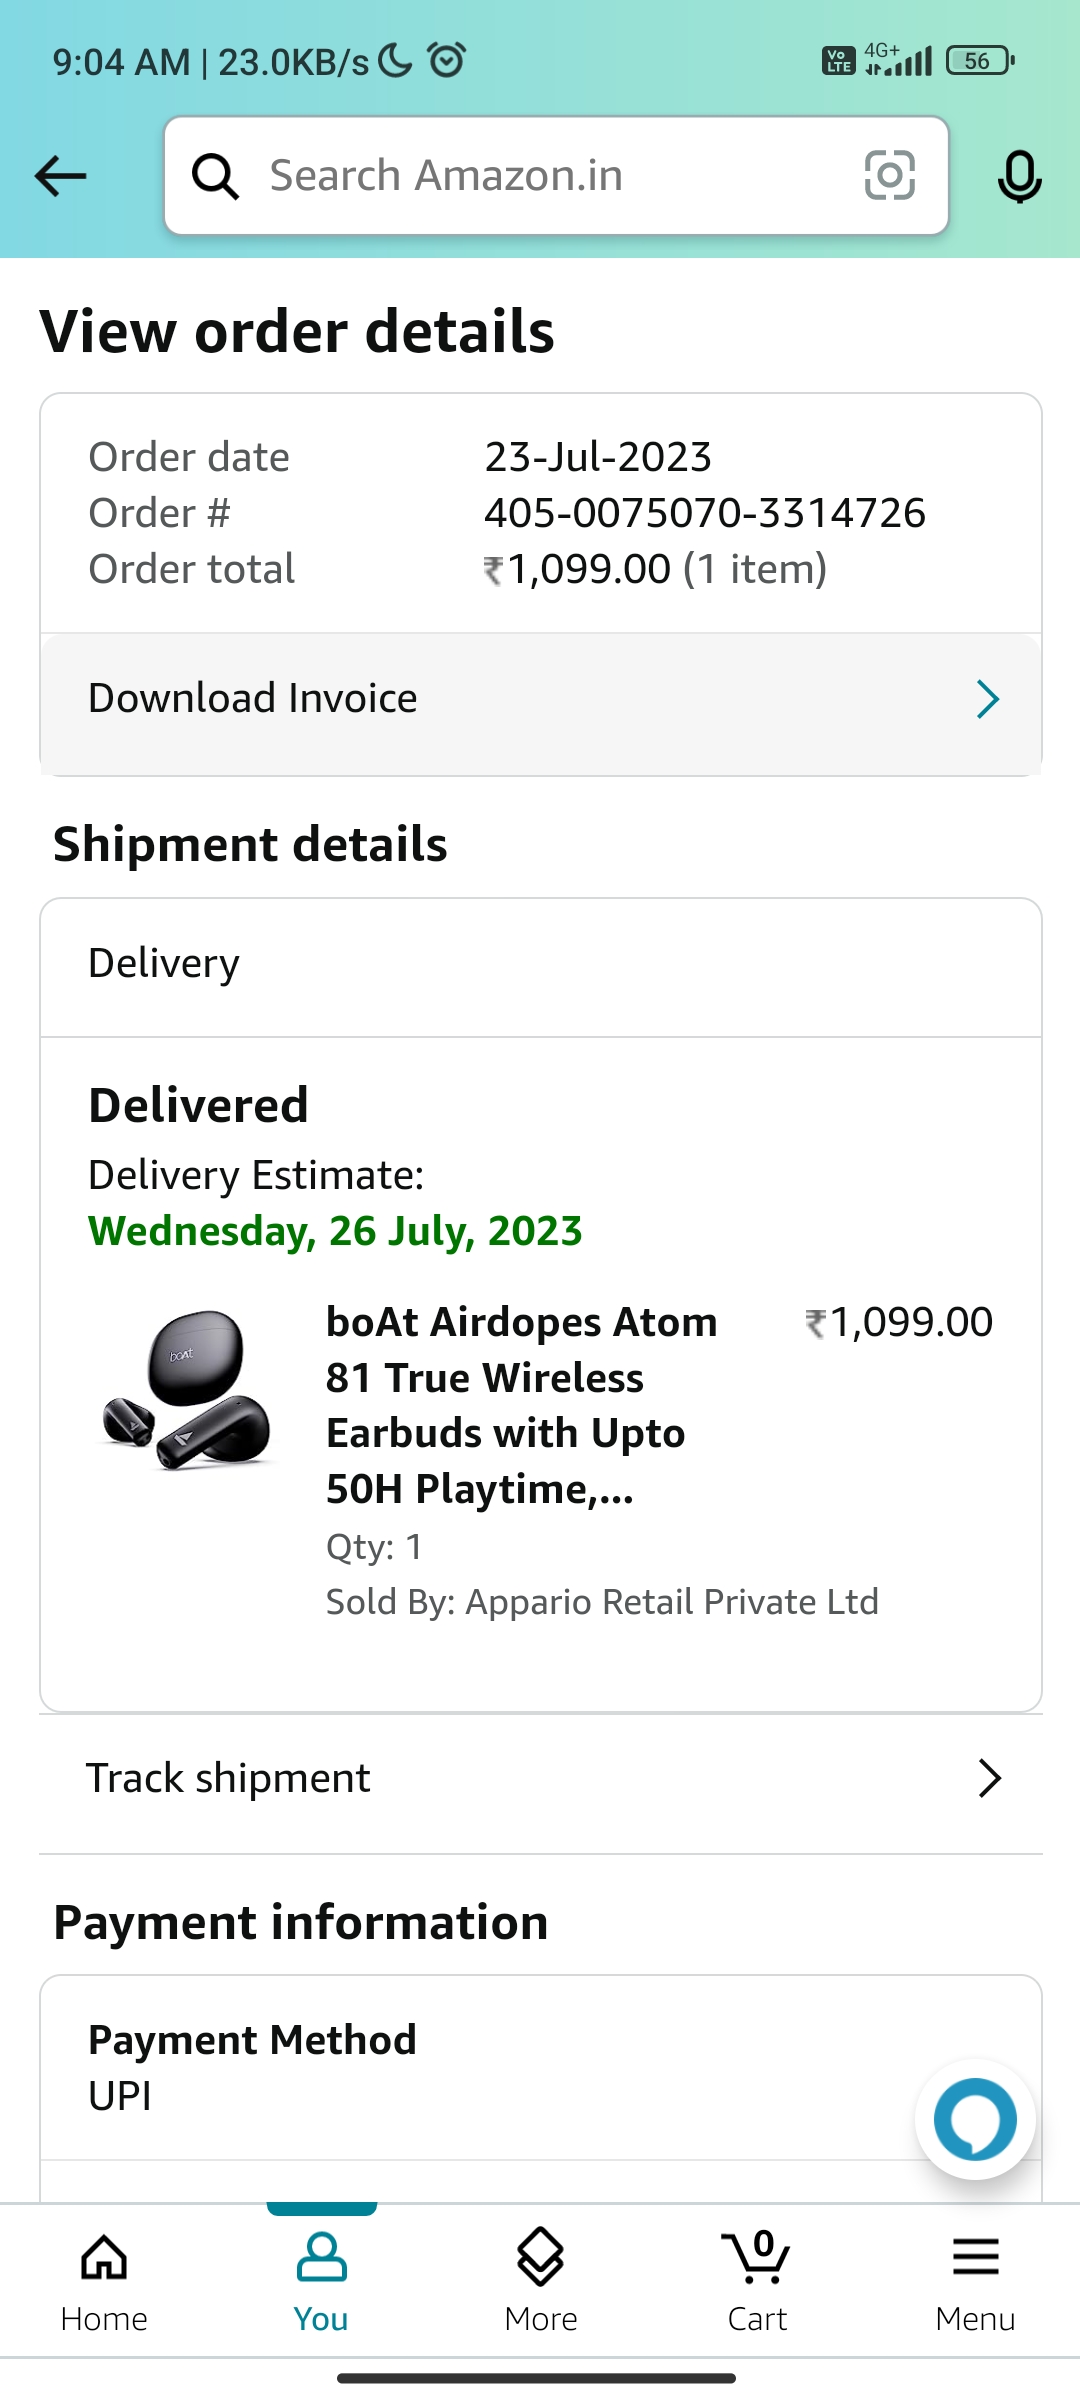 9:04 AM | 23.0KB/s
Vo LTE 4G+ 56
Search Amazon.in
View order details
Order date 23-Jul-2023
Order # 405-0075070-3314726
Order total ₹1,099.00 (1 item)
Download Invoice
Shipment details
Delivery
Delivered
Delivery Estimate:
Wednesday, 26 July, 2023
boAt
boAt Airdopes Atom ₹1,099.00
81 True Wireless
Earbuds with Upto
50H Playtime,...
Qty: 1
Sold By: Appario Retail Private Ltd
Track shipment
Payment information
Payment Method
UPI
0
Home You More Cart Menu